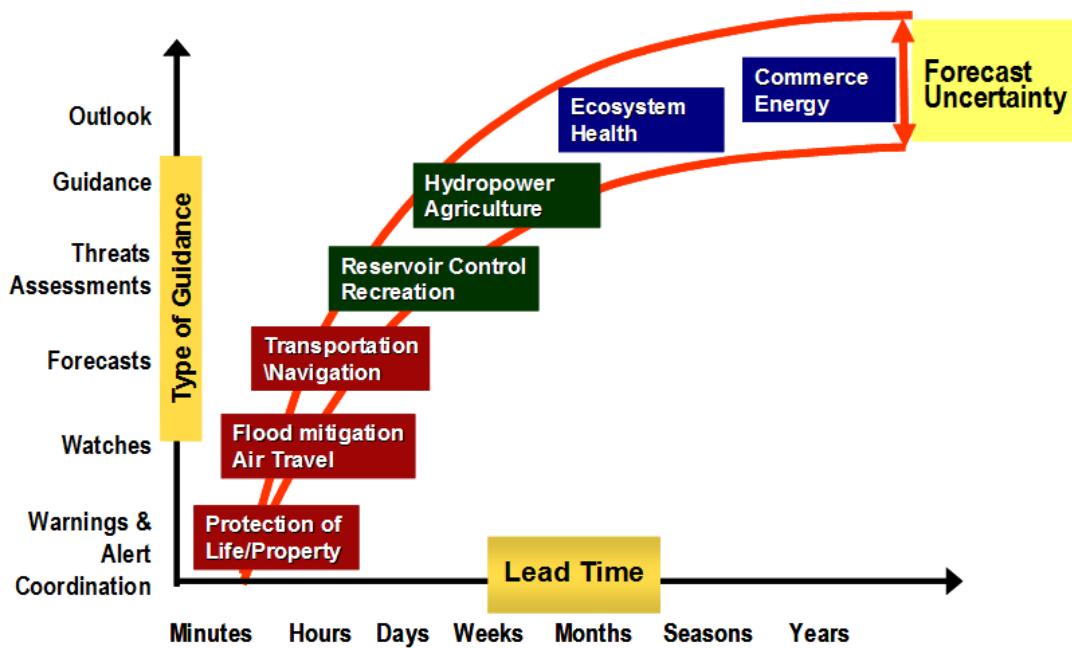 Outlook
Guidance
Threats
Assessments
Forecasts
Watches
Warnings &
Alert
Coordination
Type of Guidance
Commerce
Energy
Ecosystem
Health
Hydropower
Agriculture
Reservoir Control
Recreation
Transportation
\Navigation
Flood mitigation
Air Travel
Protection of
Life/Property
Forecast
Uncertainty
Lead Time
Minutes Hours Days Weeks Months Seasons Years